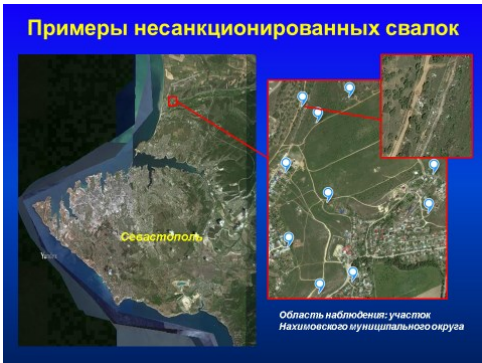 Примеры несанкционированных свалок
Севастополь
Область наблюдения: участок
Нахимовского муниципального округа